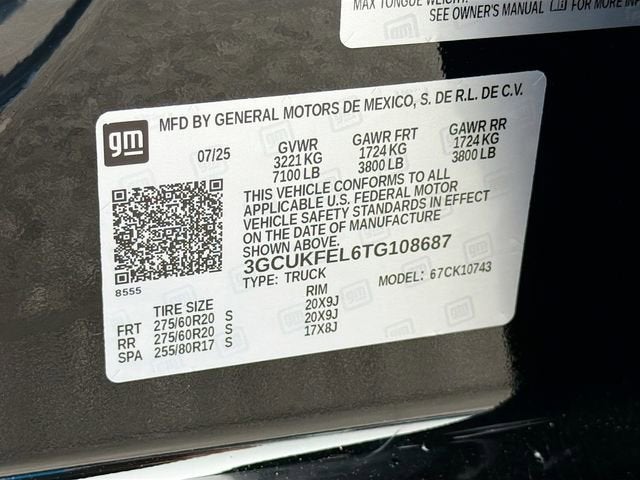 MAX TONGUE WEIGHT:
SEE OWNER'S MANUAL FOR MORE
gm
MFD BY GENERAL MOTORS DE MEXICO, S. DE R.L. DE C.V.
07/25
GVWR GAWR FRT GAWR RR
3221 KG 1724 KG 1724 KG
7100 LB 3800 LB 3800 LB
THIS VEHICLE CONFORMS TO ALL
APPLICABLE U.S. FEDERAL MOTOR
VEHICLE SAFETY STANDARDS IN EFFECT
ON THE DATE OF MANUFACTURE
SHOWN ABOVE.
3GCUKFEL6TG108687
TYPE: TRUCK MODEL: 67CK10743
8555
TIRE SIZE RIM
FRT 275/60R20 S 20X9J
RR 275/60R20 S 20X9J
SPA 255/80R17 S 17X8J